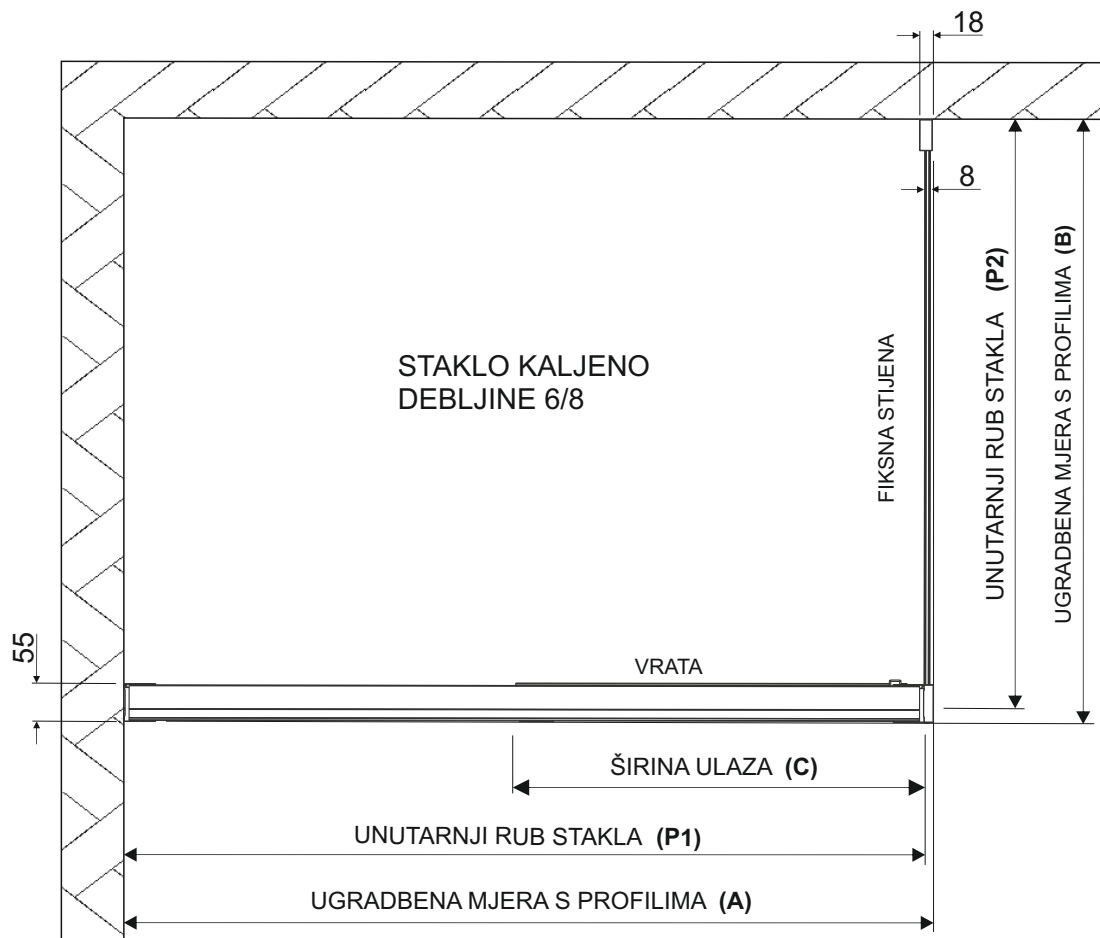 18
8
UNUTARNJI RUB STAKLA (P2)
UGRADBENA MJERA S PROFILIMA (B)
STAKLO KALJENO
DEBLJINE 6/8
FIKSNA STIJENA
55
VRATA
ŠIRINA ULAZA (C)
UNUTARNJI RUB STAKLA (P1)
UGRADBENA MJERA S PROFILIMA (A)